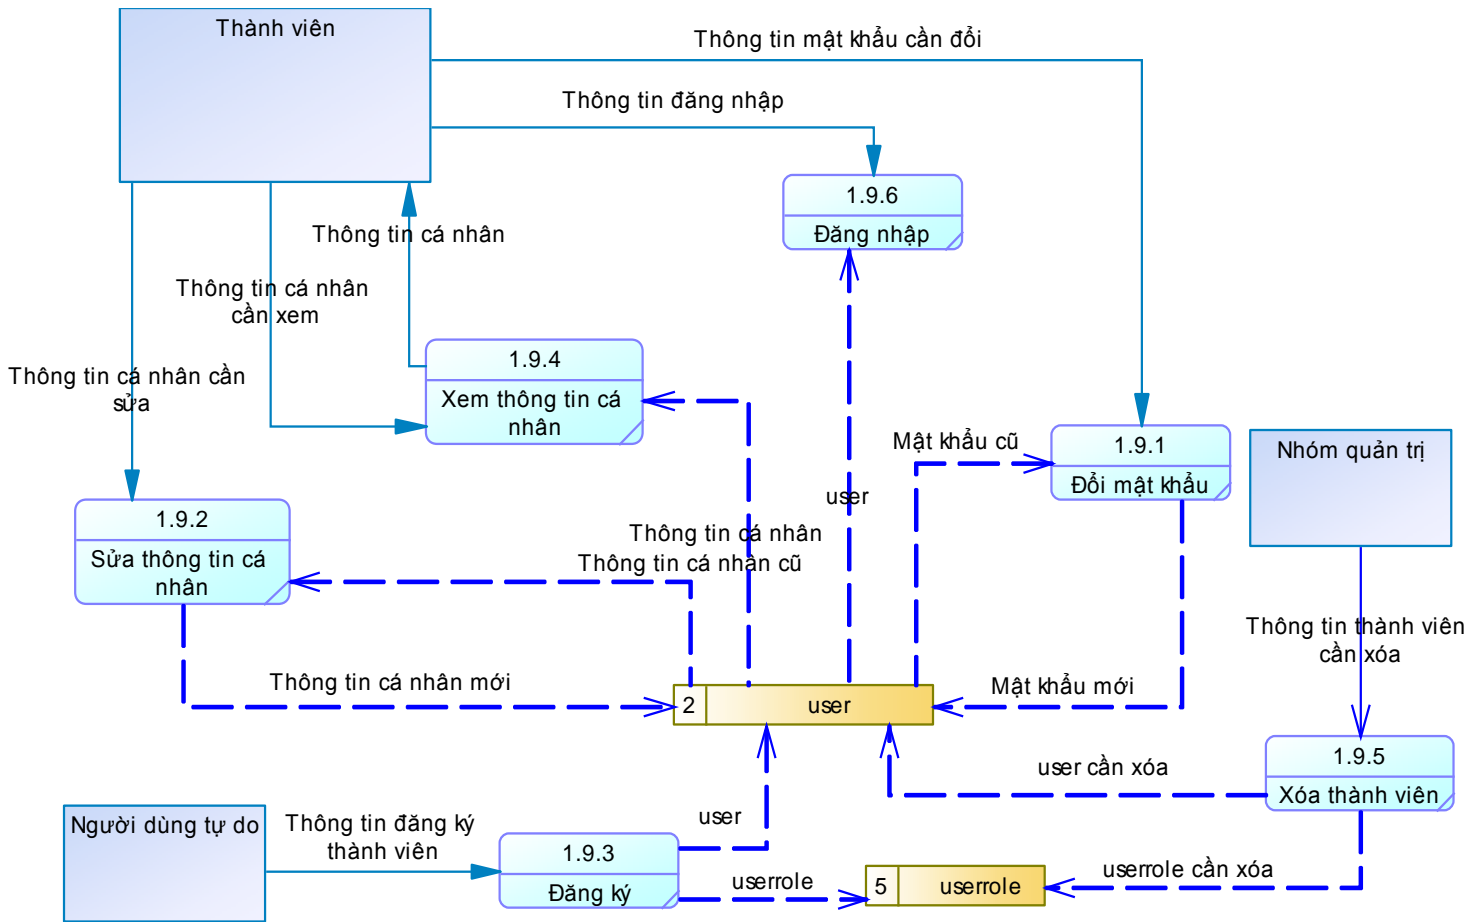 Thành viên
Thông tin mật khẩu cần đổi
Thông tin đăng nhập
1.9.6
Đăng nhập
Thông tin cá nhân
Thông tin cá nhân
cần xem
1.9.4
Xem thông tin cá
nhân
Thông tin cá nhân cần
sửa
Mật khẩu cũ
1.9.1
Đổi mật khẩu
Nhóm quản trị
user
1.9.2
Sửa thông tin cá
nhân
Thông tin cá nhân
Thông tin cá nhân cũ
Thông tin thành viên
cần xóa
Thông tin cá nhân mới
Mật khẩu mới
2
user
1.9.5
Xóa thành viên
user cần xóa
Người dùng tự do
Thông tin đăng ký
thành viên
user
1.9.3
Đăng ký
userrole
5
userrole
userrole cần xóa